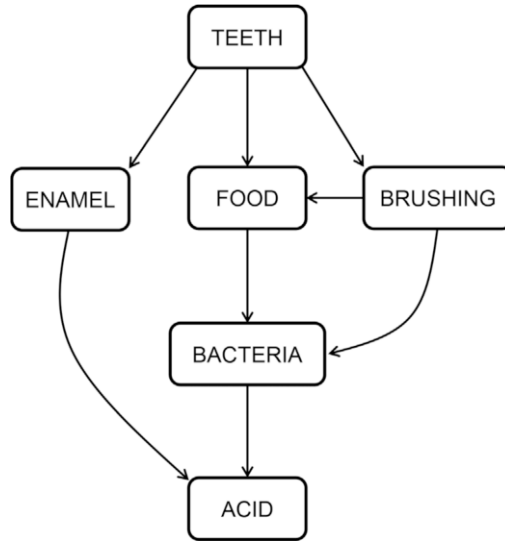 TEETH
ENAMEL
FOOD
BRUSHING
BACTERIA
ACID